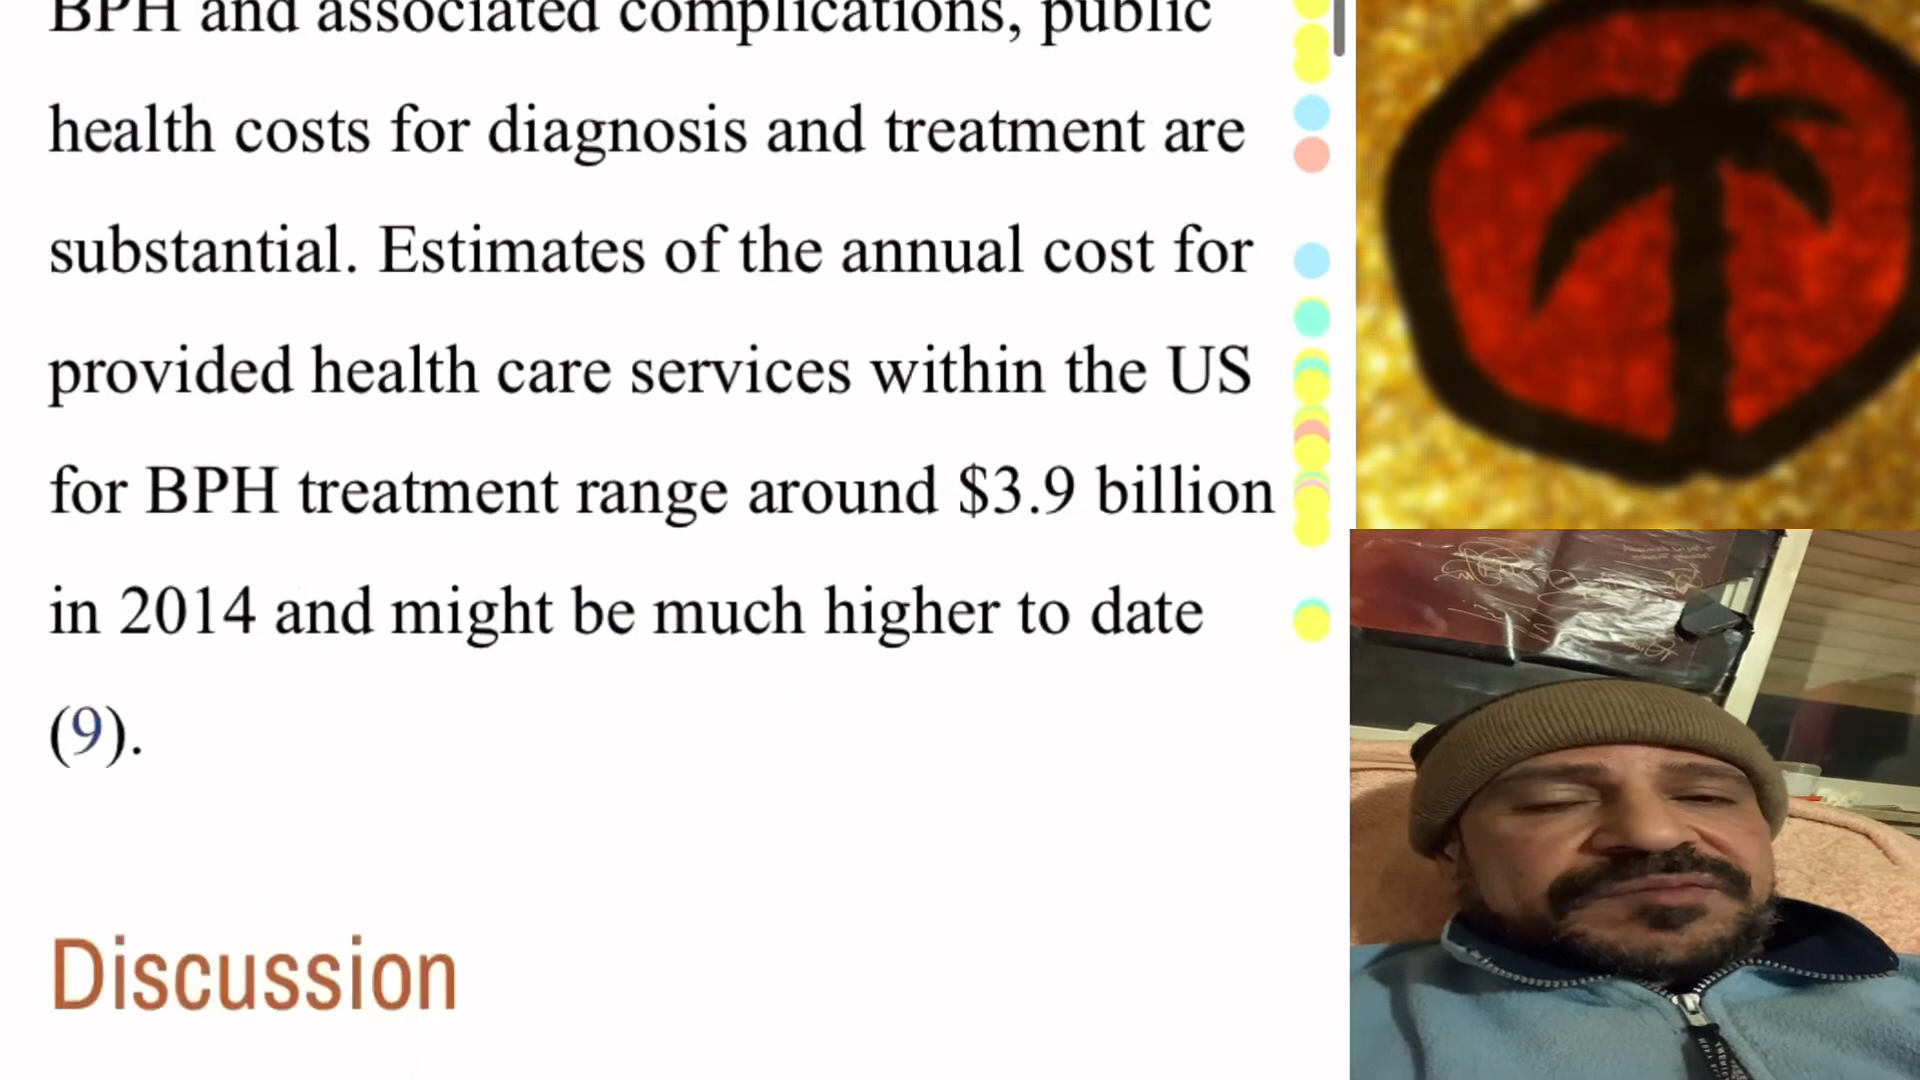 BPH and associated complications, public
health costs for diagnosis and treatment are
substantial. Estimates of the annual cost for
provided health care services within the US
for BPH treatment range around $3.9 billion
in 2014 and might be much higher to date
(9).
Discussion